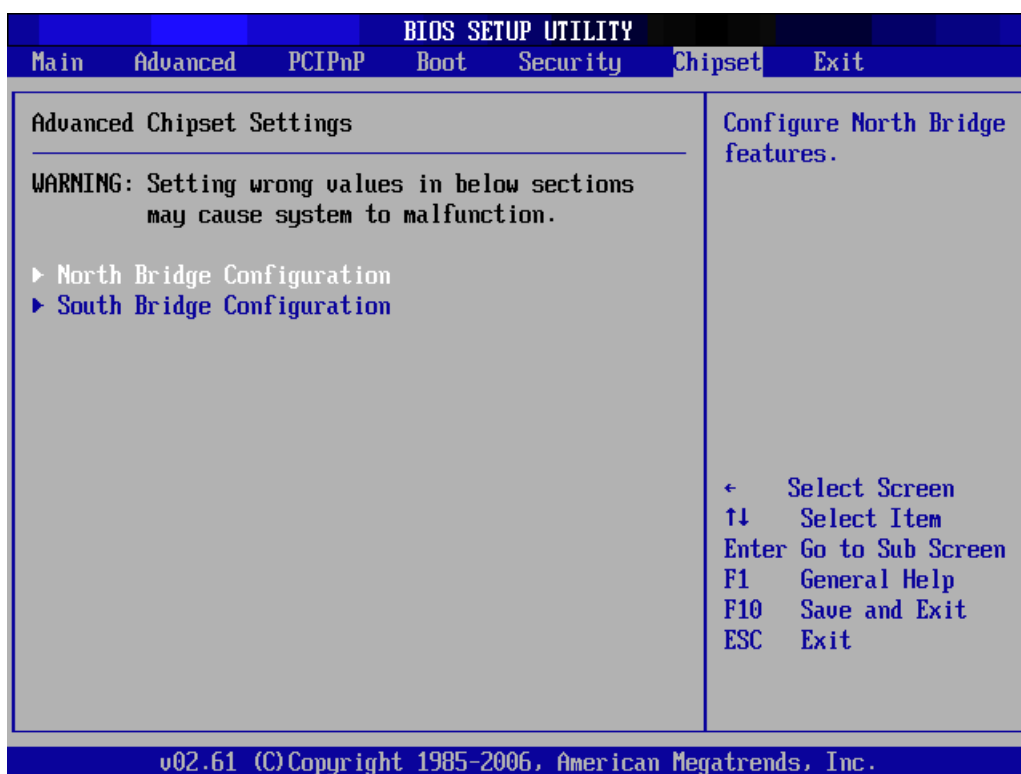 BIOS SETUP UTILITY
Main Advanced PCIPnP Boot Security Chipset Exit
Advanced Chipset Settings
WARNING: Setting wrong values in below sections
may cause system to malfunction.
▶ North Bridge Configuration
▶ South Bridge Configuration
Configure North Bridge
features.
← Select Screen
↑↓ Select Item
Enter Go to Sub Screen
F1 General Help
F10 Save and Exit
ESC Exit
v02.61 (C)Copyright 1985-2006, American Megatrends, Inc.